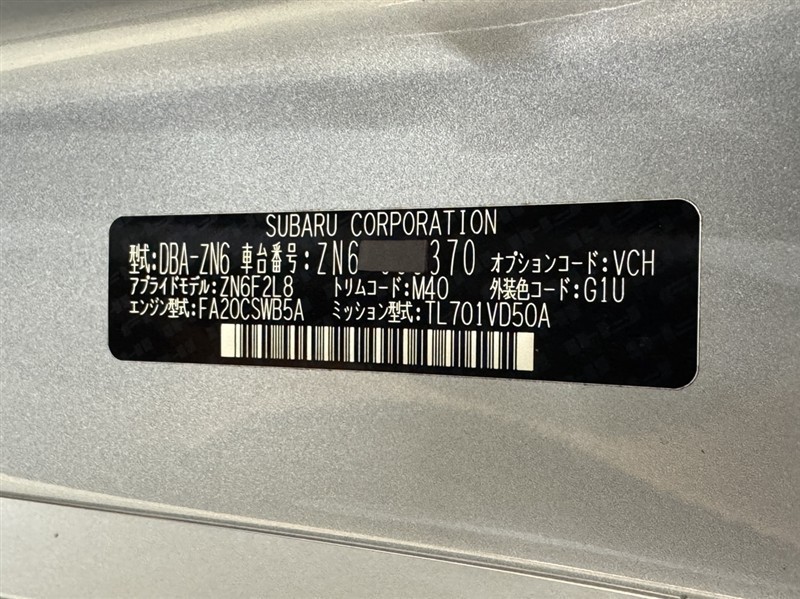 SUBARU CORPORATION
型式:DBA-ZN6 車台番号:ZN6 370 オプションコード:VCH
アプライドモデル:ZN6F2L8 トリムコード:M40 外装色コード:G1U
エンジン型式:FA20CSWB5A ミッション型式:TL701VD50A